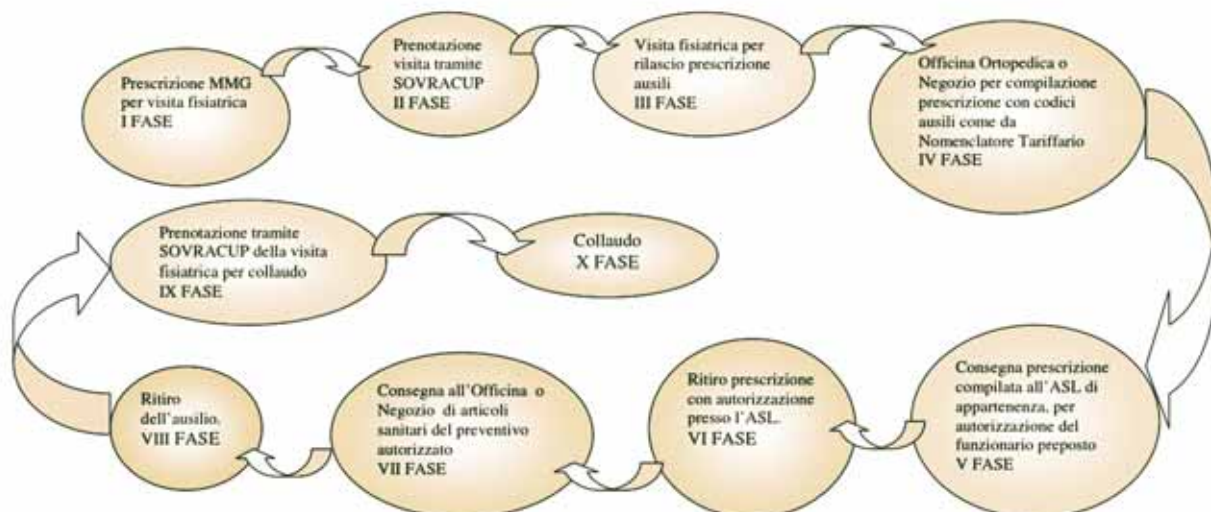 Prescrizione MMG
per visita fisiatrica
I FASE
Prenotazione
visita tramite
SOVRACUP
II FASE
Visita fisiatrica per
rilascio prescrizione
ausili
III FASE
Officina Ortopedica o
Negozio per compilazione
prescrizione con codici
ausili come da
Nomenclatore Tariffario
IV FASE
Consegna prescrizione
compilata all'ASL di
appartenenza, per
autorizzazione del
funzionario preposto
V FASE
Ritiro prescrizione
con autorizzazione
presso l'ASL.
VI FASE
Consegna all'Officina o
Negozio di articoli
sanitari del preventivo
autorizzato
VII FASE
Ritiro
dell'ausilio.
VIII FASE
Prenotazione tramite
SOVRACUP della visita
fisiatrica per collaudo
IX FASE
Collaudo
X FASE